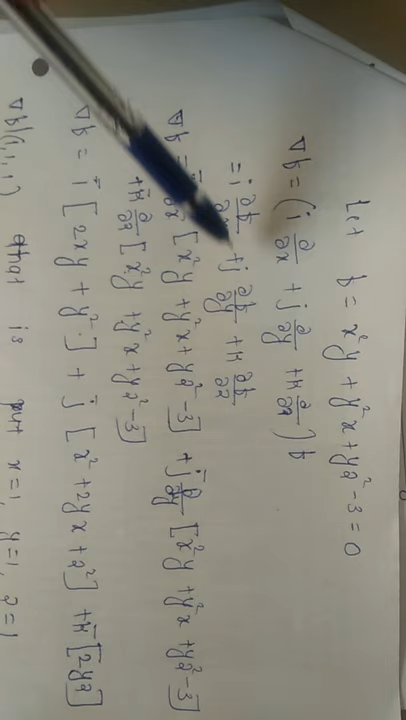 Let f = x²y + y²x + yz² - 3 = 0
∇f = (i ∂/∂x + j ∂/∂y + k ∂/∂z) f
= i ∂f/∂x + j ∂f/∂y + k ∂f/∂z
∇f = ∂x [x²y + y²x + yz² - 3] + j ∂/∂y [x²y + y²x + yz² - 3]
+ k ∂/∂z [x²y + y²x + yz² - 3]
∇f = i [2xy + y²] + j [x² + 2yx + z²] + k [2yz]
∇f(1,1,1) that is put x=1, y=1, z=1